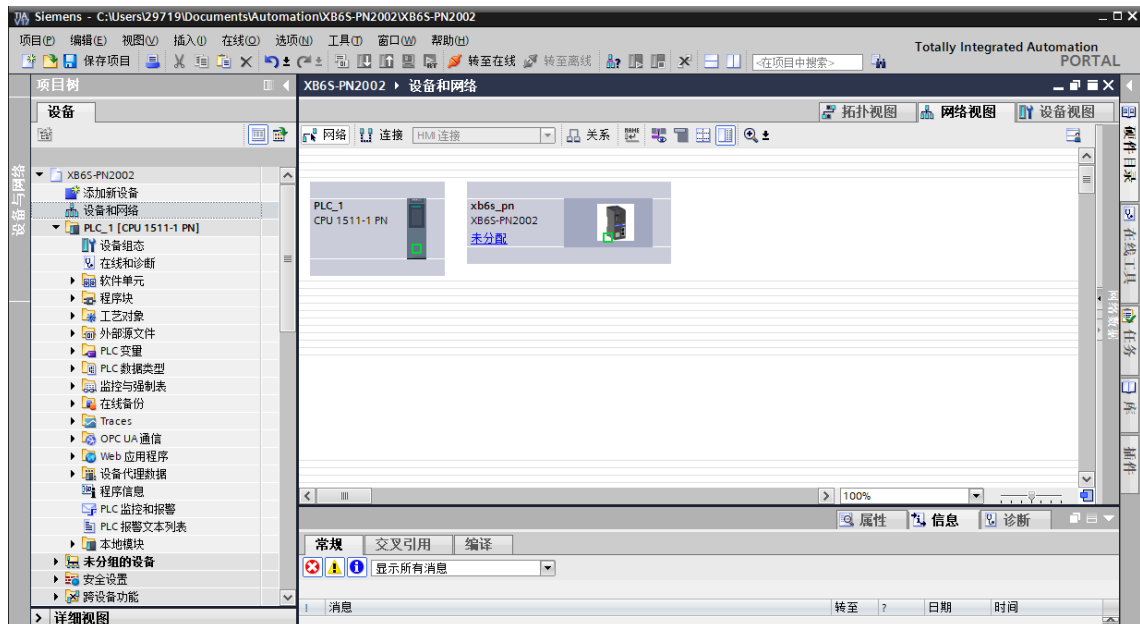 Siemens - C:\Users\29719\Documents\Automation\XB6S-PN2002\XB6S-PN2002
项目(P) 编辑(E) 视图(V) 插入(I) 在线(O) 选项(N) 工具(T) 窗口(W) 帮助(H)
Totally Integrated Automation
PORTAL
保存项目 转至在线 转至离线 <在项目中搜索>
项目树
XB6S-PN2002 设备和网络
设备
拓扑视图 网络视图 设备视图
网络 连接 HMI 连接 关系
设备与网络
XB6S-PN2002
添加新设备
设备和网络
PLC_1 [CPU 1511-1 PN]
设备组态
在线和诊断
软件单元
程序块
工艺对象
外部源文件
PLC 变量
PLC 数据类型
监控与强制表
在线备份
Traces
OPC UA 通信
Web 应用程序
设备代理数据
程序信息
PLC 监控和报警
PLC 报警文本列表
本地模块
未分组的设备
安全设置
跨设备功能
详细视图
PLC_1
CPU 1511-1 PN
xb6s_pn
XB6S-PN2002
未分配
网络数据
硬件目录
在线工具
任务
库
插件
100%
属性 信息 诊断
常规 交叉引用 编译
显示所有消息
! 消息 转至 ? 日期 时间